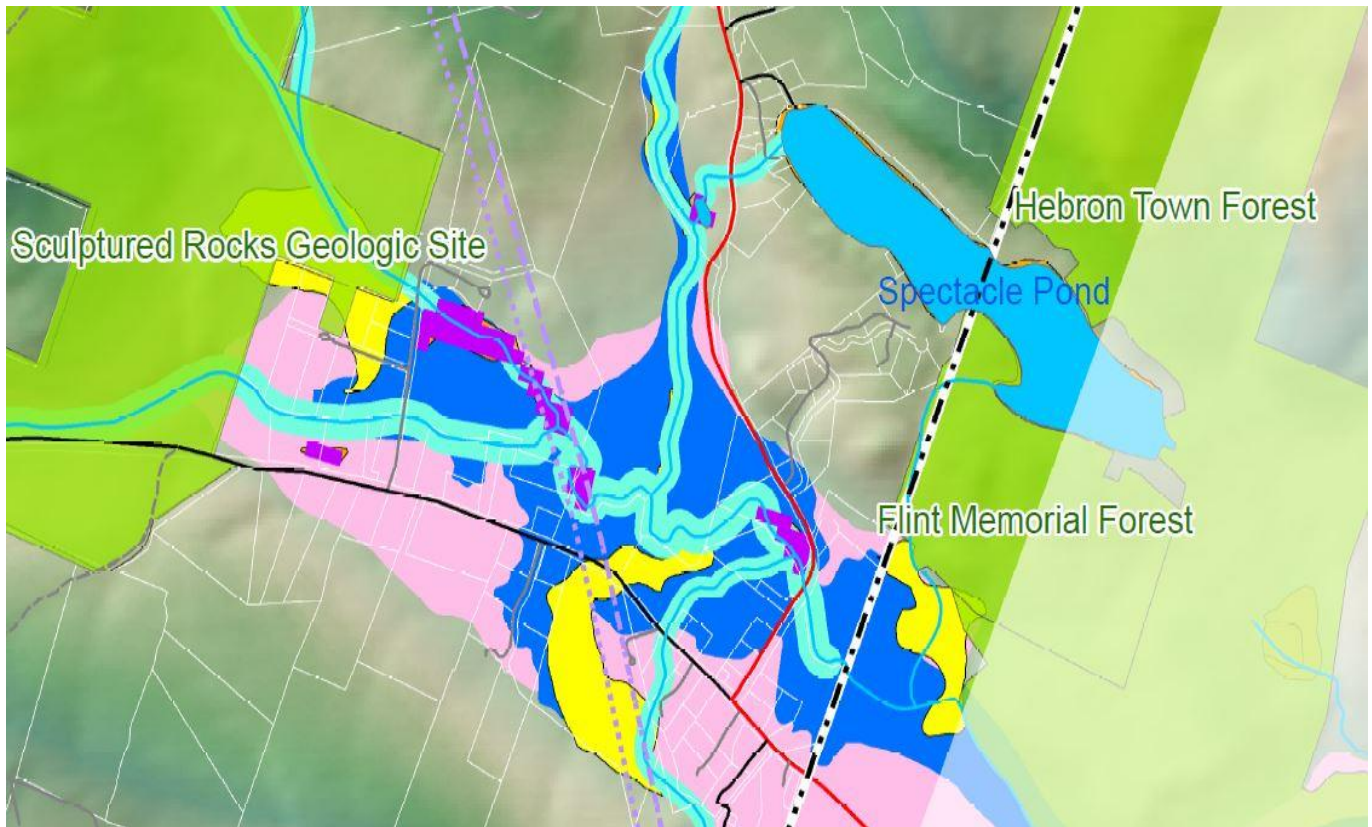 Hebron Town Forest
Sculptured Rocks Geologic Site
Spectacle Pond
Flint Memorial Forest